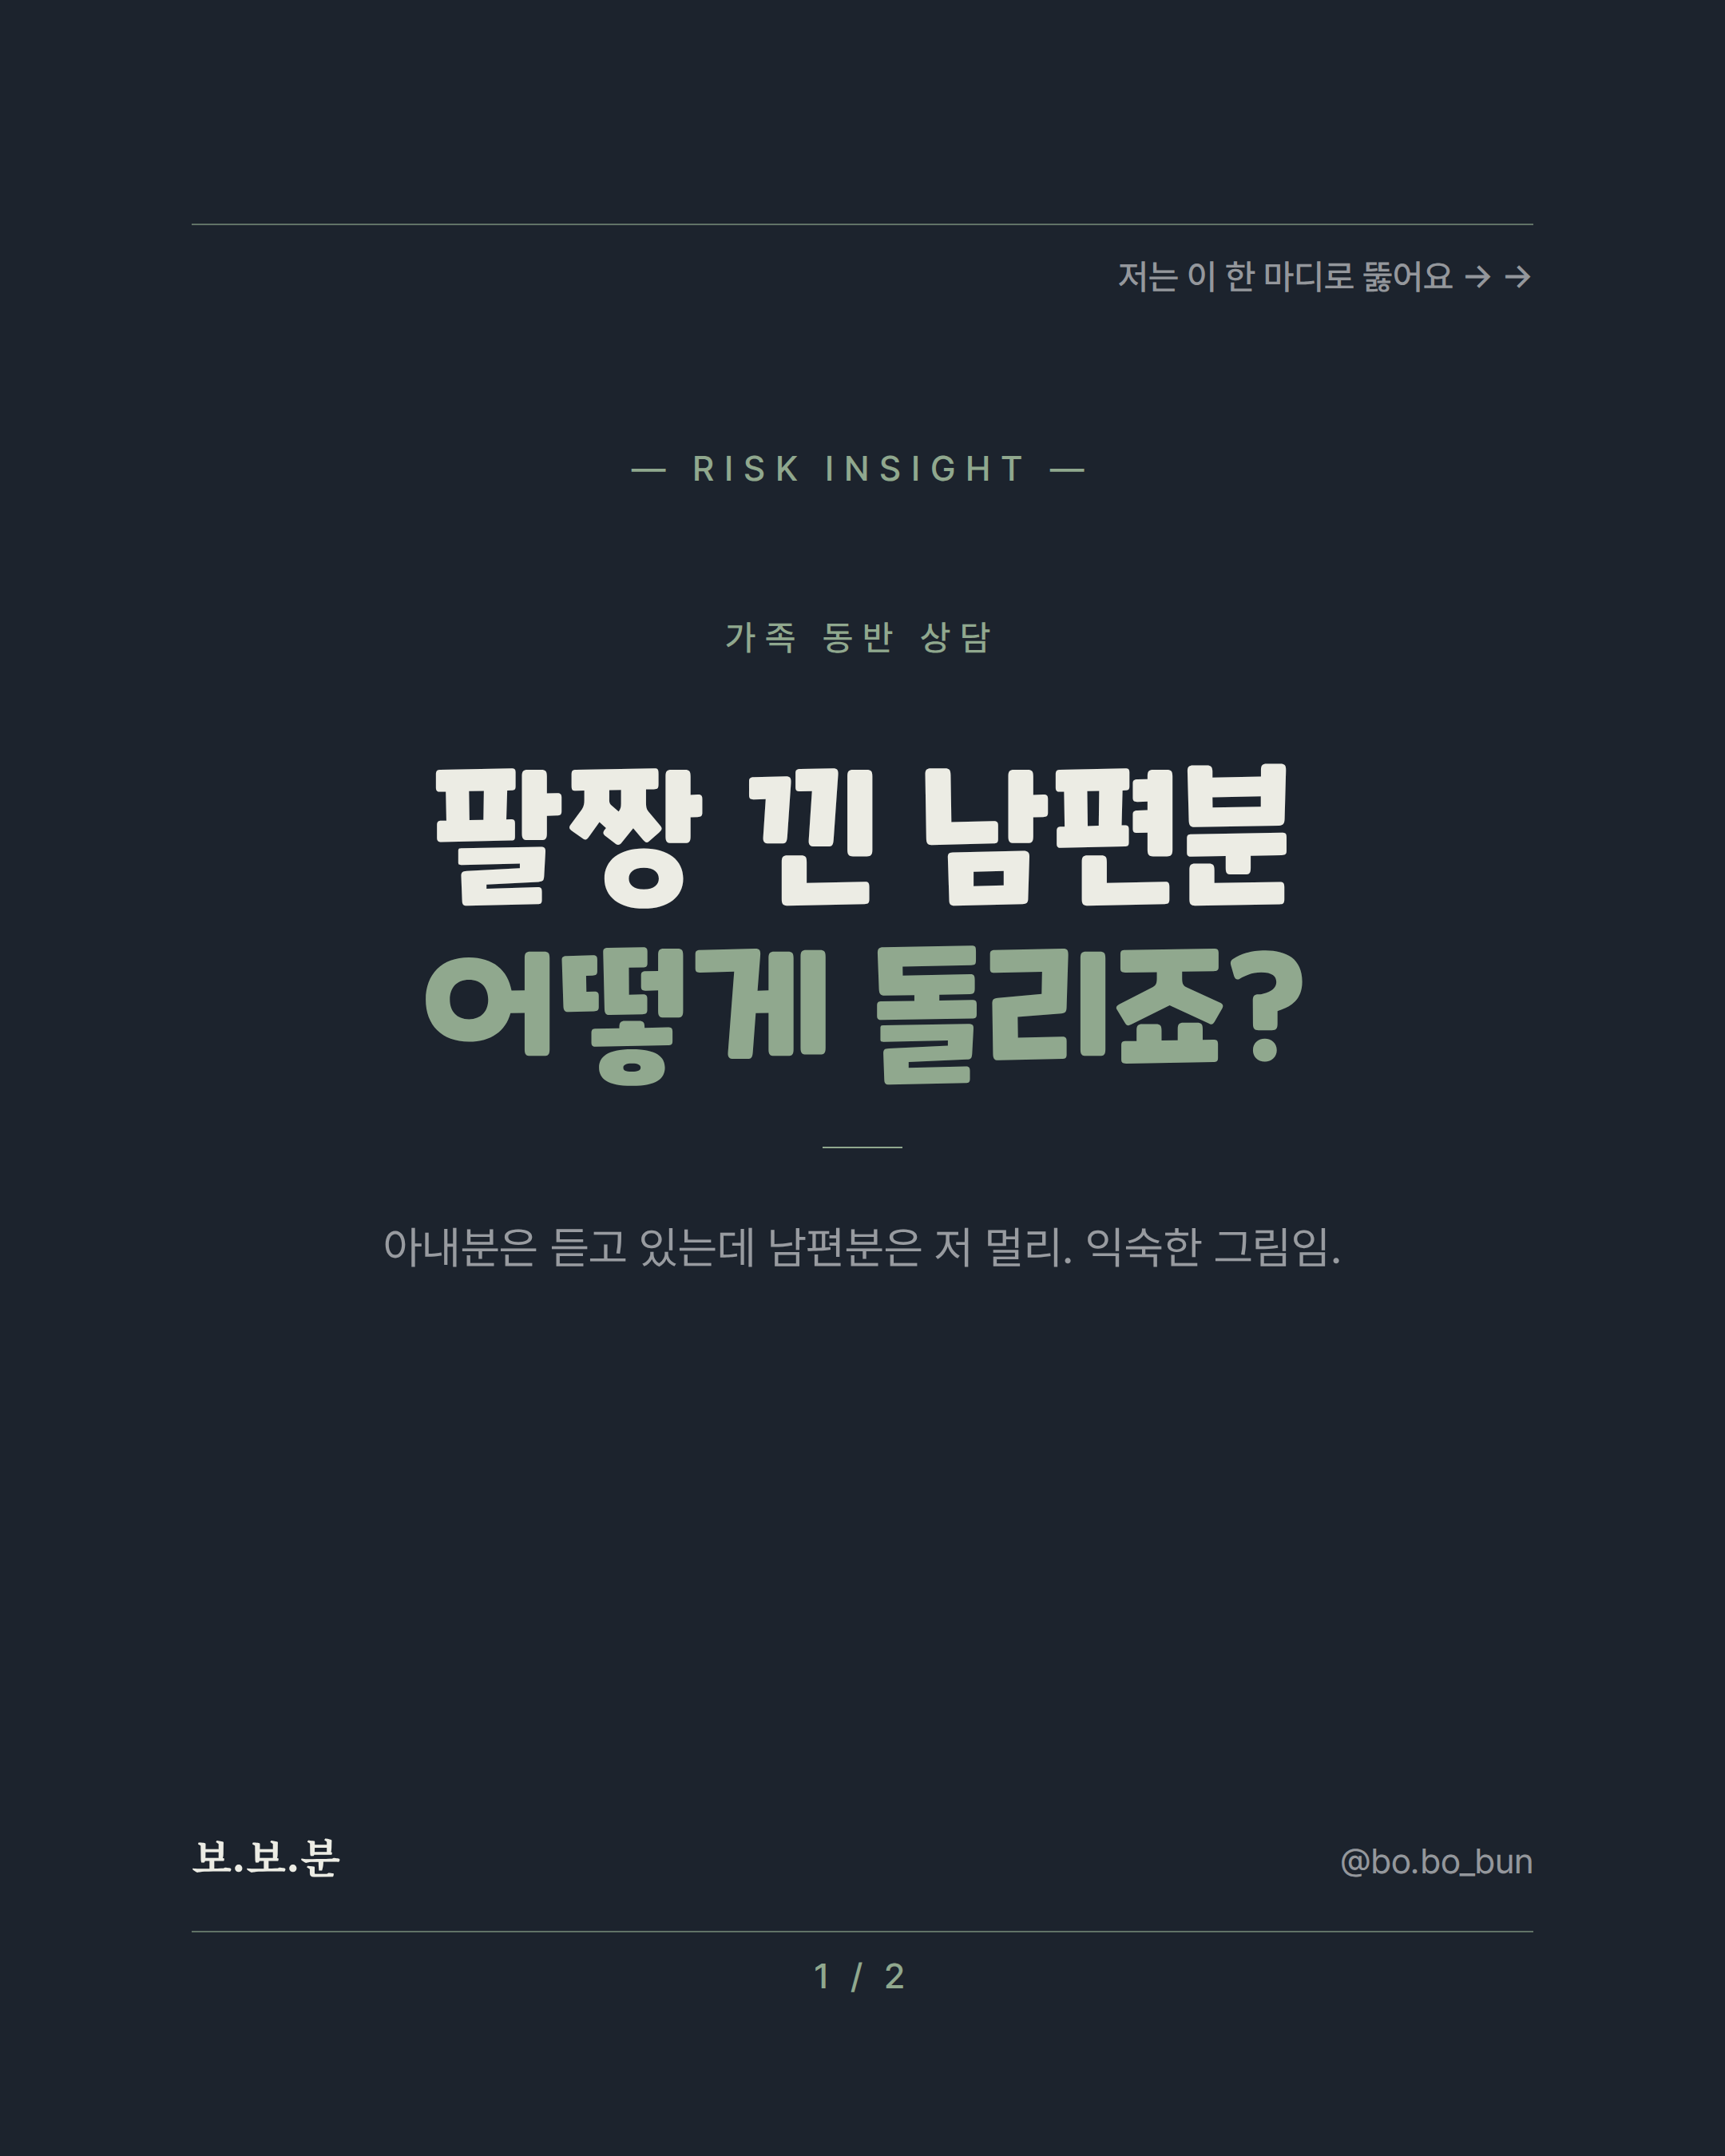 저는 이 한 마디로 뚫어요 → →
— RISK INSIGHT —
가족 동반 상담
팔짱 낀 남편분
어떻게 돌리죠?
아내분은 듣고 있는데 남편분은 저 멀리. 익숙한 그림임.
보.보.분
@bo.bo_bun
1 / 2